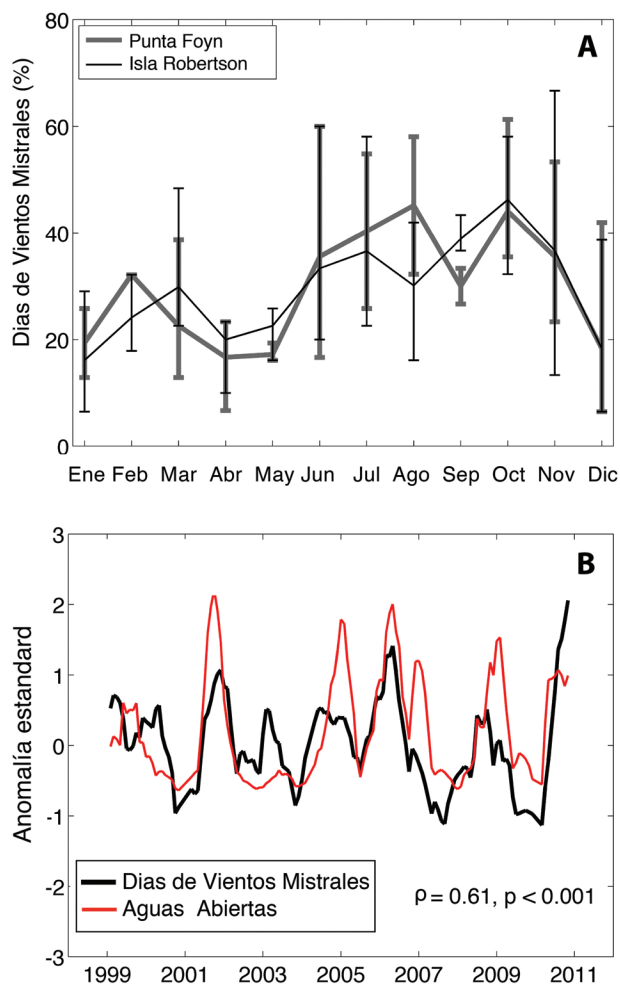 80
Punta Foyn
Isla Robertson
A
60
40
20
0
Dias de Vientos Mistrales (%)
Ene Feb Mar Abr May Jun Jul Ago Sep Oct Nov Dic
3
B
2
1
0
-1
-2
-3
Anomalía estandard
Dias de Vientos Mistrales
Aguas Abiertas
ρ = 0.61, p < 0.001
1999 2001 2003 2005 2007 2009 2011